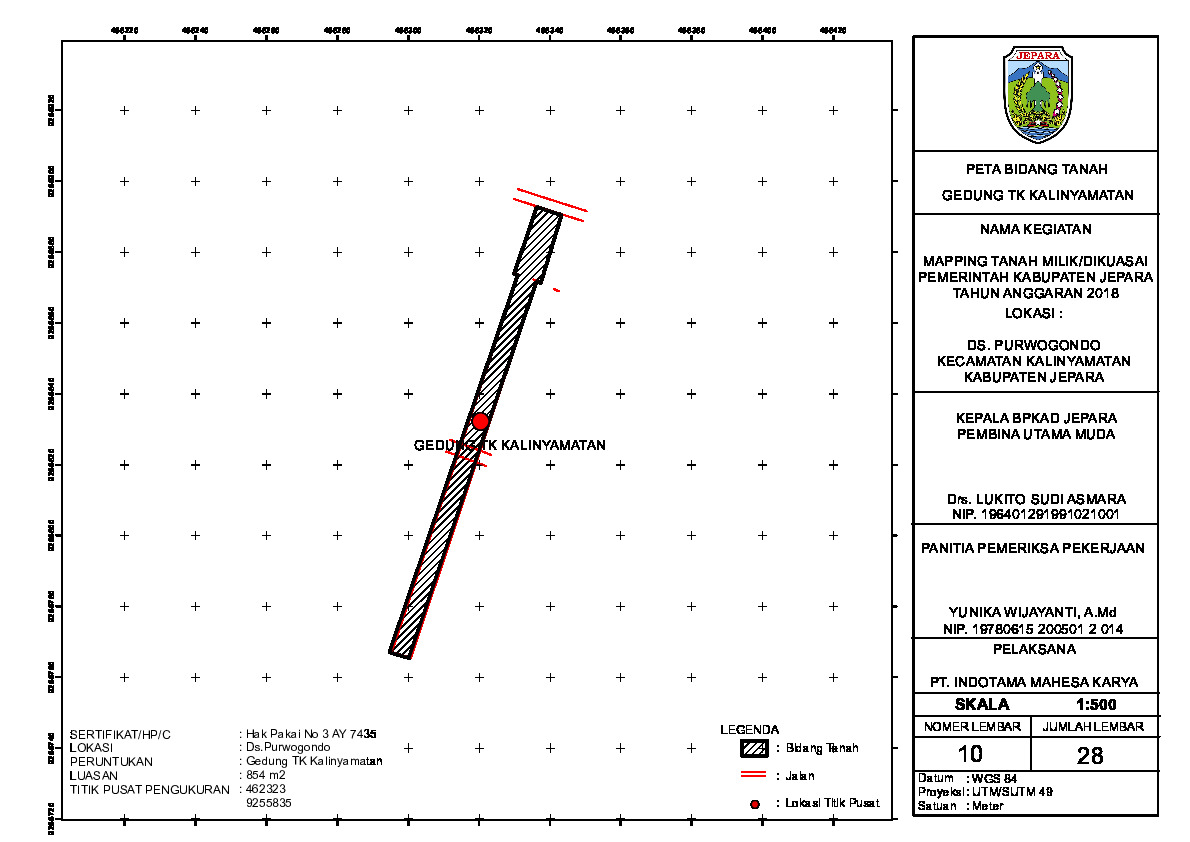 JEPARA
PETA BIDANG TANAH
GEDUNG TK KALINYAMATAN
NAMA KEGIATAN
MAPPING TANAH MILIK/DIKUASAI
PEMERINTAH KABUPATEN JEPARA
TAHUN ANGGARAN 2018
LOKASI :
DS. PURWOGONDO
KECAMATAN KALINYAMATAN
KABUPATEN JEPARA
KEPALA BPKAD JEPARA
PEMBINA UTAMA MUDA
Drs. LUKITO SUDI ASMARA
NIP. 196401291991021001
PANITIA PEMERIKSA PEKERJAAN
YUNIKA WIJAYANTI, A.Md
NIP. 19780615 200501 2 014
PELAKSANA
PT. INDOTAMA MAHESA KARYA
SKALA 1:500
NOMER LEMBAR JUMLAH LEMBAR
10 28
Datum : WGS 84
Proyeksi : UTM/SUTM 49
Satuan : Meter
GEDUNG TK KALINYAMATAN
SERTIFIKAT/HP/C : Hak Pakai No 3 AY 7435
LOKASI : Ds.Purwogondo
PERUNTUKAN : Gedung TK Kalinyamatan
LUASAN : 854 m2
TITIK PUSAT PENGUKURAN : 462323
9255835
LEGENDA
: Bidang Tanah
: Jalan
: Lokasi Titik Pusat